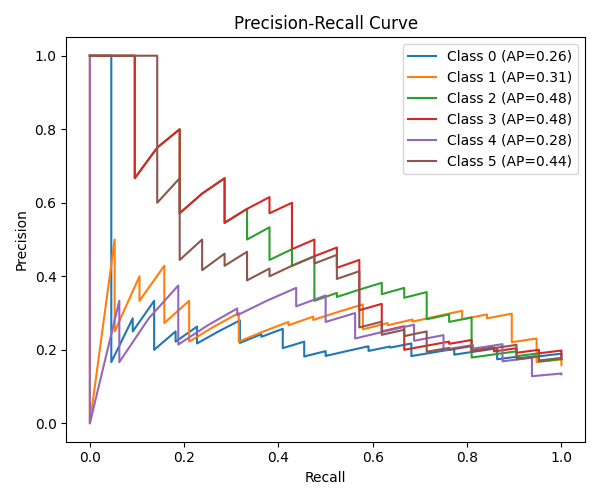 Precision-Recall Curve
Precision
1.0
0.8
0.6
0.4
0.2
0.0
Class 0 (AP=0.26)
Class 1 (AP=0.31)
Class 2 (AP=0.48)
Class 3 (AP=0.48)
Class 4 (AP=0.28)
Class 5 (AP=0.44)
0.0 0.2 0.4 0.6 0.8 1.0
Recall